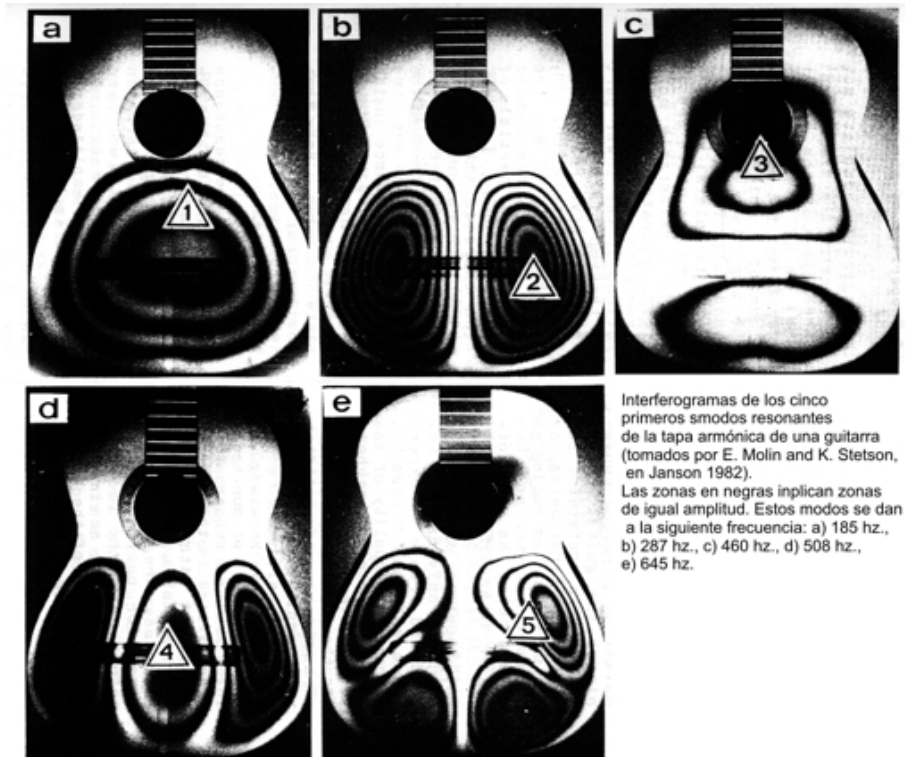 a
b
c
1
2
3
d
e
4
5
Interferogramas de los cinco
primeros smodos resonantes
de la tapa armónica de una guitarra
(tomados por E. Molin and K. Stetson,
en Janson 1982).
Las zonas en negras inplican zonas
de igual amplitud. Estos modos se dan
a la siguiente frecuencia: a) 185 hz.,
b) 287 hz., c) 460 hz., d) 508 hz.,
e) 645 hz.